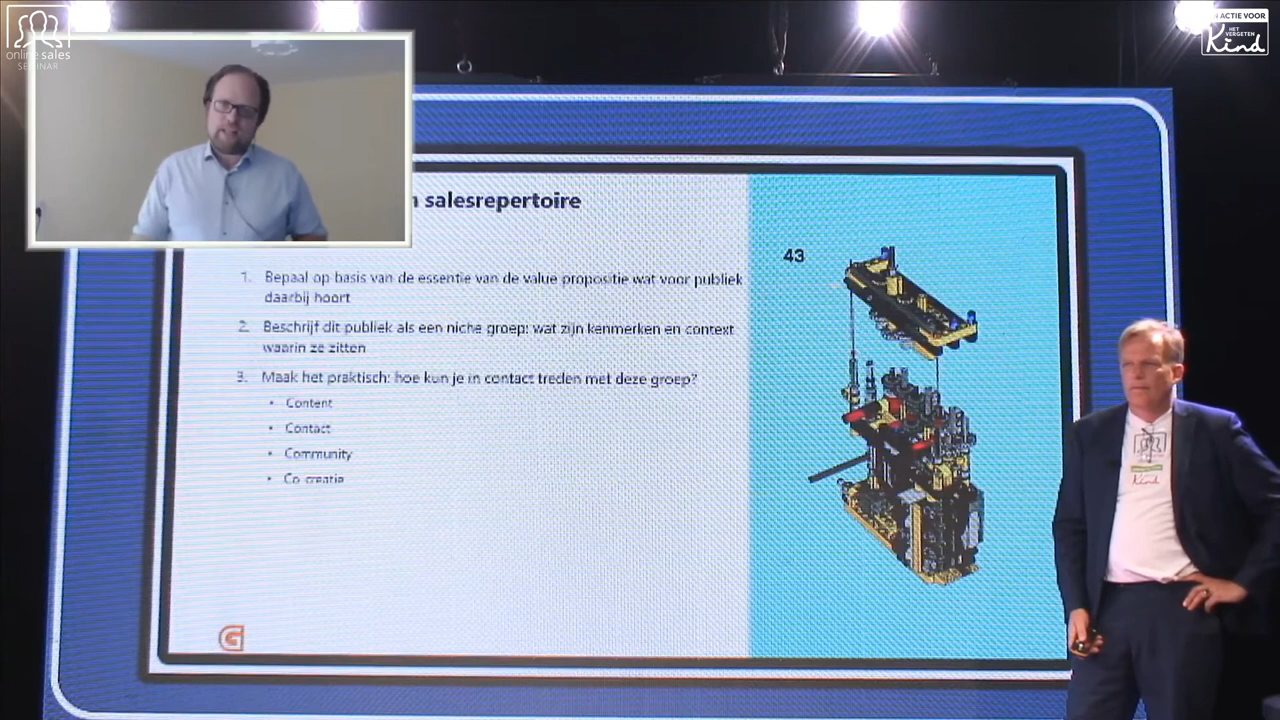 online sales
SEMINAR
N ACTIE VOOR
HET
VERGETEN
Kind
salesrepertoire
1. Bepaal op basis van de essentie van de value propositie wat voor publiek
daarbij hoort
2. Beschrijf dit publiek als een niche groep: wat zijn kenmerken en context
waarin ze zitten
3. Maak het praktisch: hoe kun je in contact treden met deze groep?
• Content
• Contact
• Community
• Co creatie
43
G
Kind